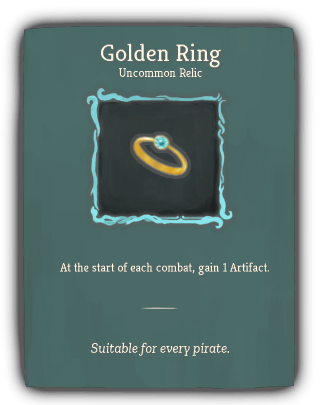 Golden Ring
Uncommon Relic
At the start of each combat, gain 1 Artifact.
Suitable for every pirate.